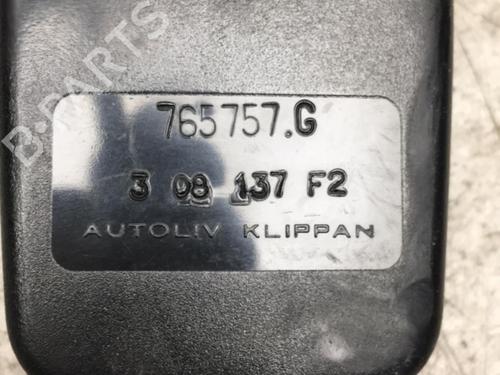 B-PARTS
765757.G
3 08 137 F2
AUTOLIV KLIPPAN